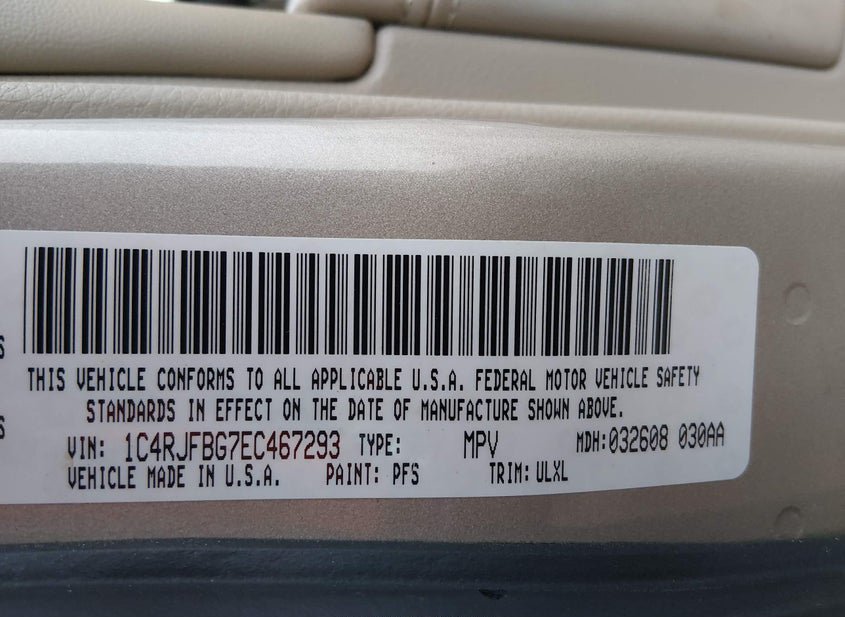 THIS VEHICLE CONFORMS TO ALL APPLICABLE U.S.A. FEDERAL MOTOR VEHICLE SAFETY
STANDARDS IN EFFECT ON THE DATE OF MANUFACTURE SHOWN ABOVE.
VIN: 1C4RJFBG7EC467293 TYPE: MPV MDH:032608 030AA
VEHICLE MADE IN U.S.A. PAINT: PFS TRIM: ULXL